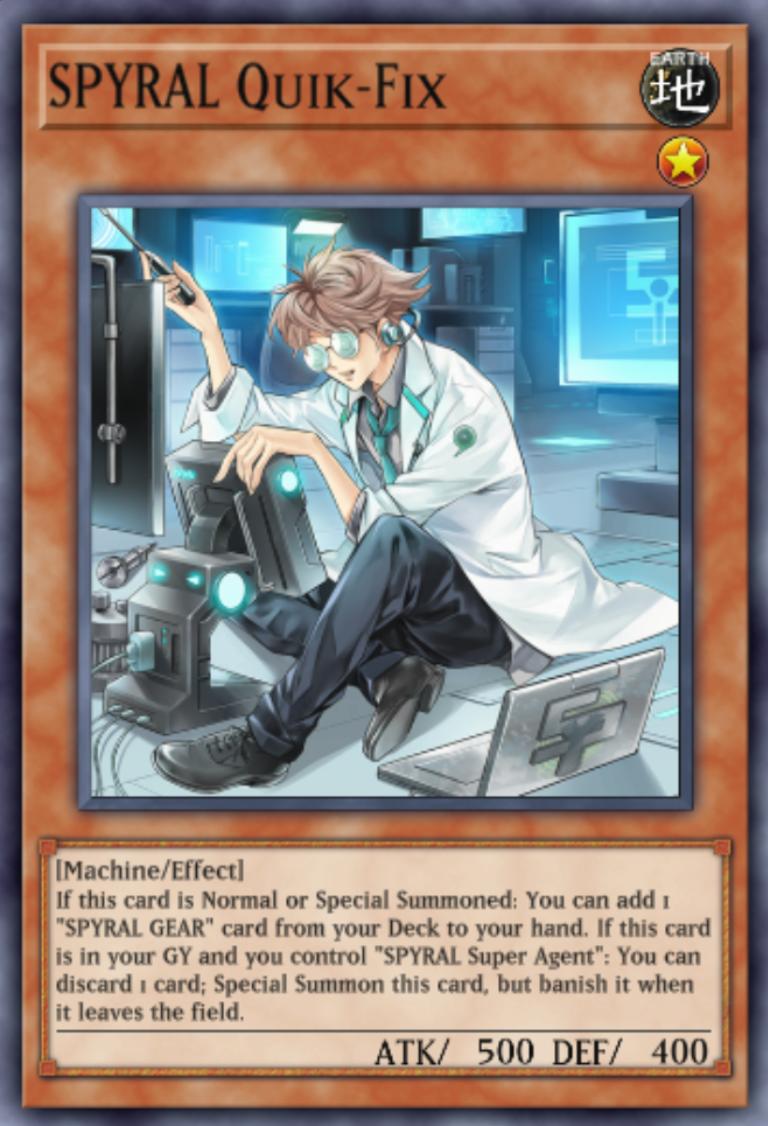 SPYRAL Quik-Fix
EARTH
地
[Machine/Effect]
If this card is Normal or Special Summoned: You can add 1
"SPYRAL GEAR" card from your Deck to your hand. If this card
is in your GY and you control "SPYRAL Super Agent": You can
discard 1 card; Special Summon this card, but banish it when
it leaves the field.
ATK/ 500 DEF/ 400